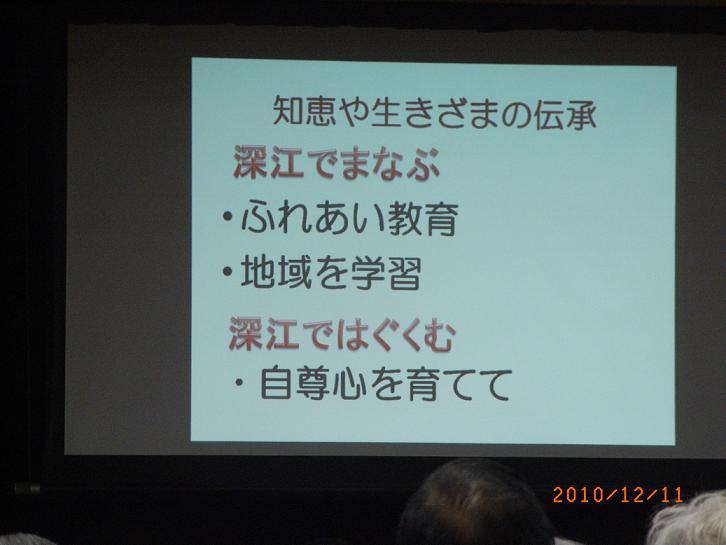 知恵や生きざまの伝承
深江でまなぶ
・ふれあい教育
・地域を学習
深江ではぐくむ
・自尊心を育てて
2010/12/11